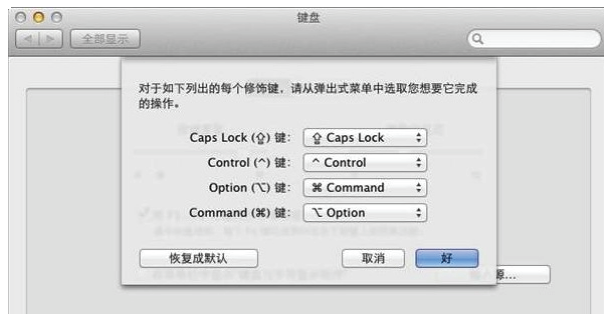 键盘
全部显示
对于如下列出的每个修饰键，请从弹出式菜单中选取您想要它完成
的操作。
Caps Lock (⇪) 键： ⇪ Caps Lock
Control (^) 键： ^ Control
Option (⌥) 键： ⌘ Command
Command (⌘) 键： ⌥ Option
恢复成默认 取消 好
源...